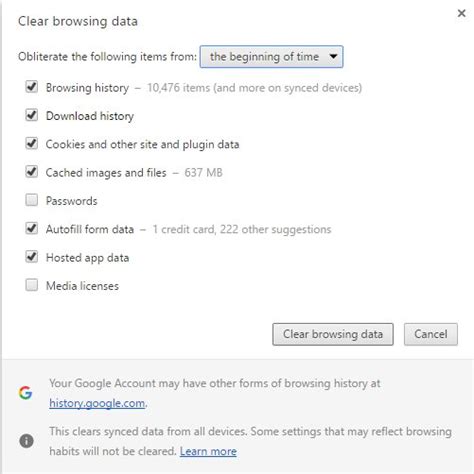 Clear browsing data
Obliterate the following items from: the beginning of time
Browsing history – 10,476 items (and more on synced devices)
Download history
Cookies and other site and plugin data
Cached images and files – 637 MB
Passwords
Autofill form data – 1 credit card, 222 other suggestions
Hosted app data
Media licenses
Clear browsing data Cancel
Your Google Account may have other forms of browsing history at
history.google.com.
This clears synced data from all devices. Some settings that may reflect browsing
habits will not be cleared. Learn more